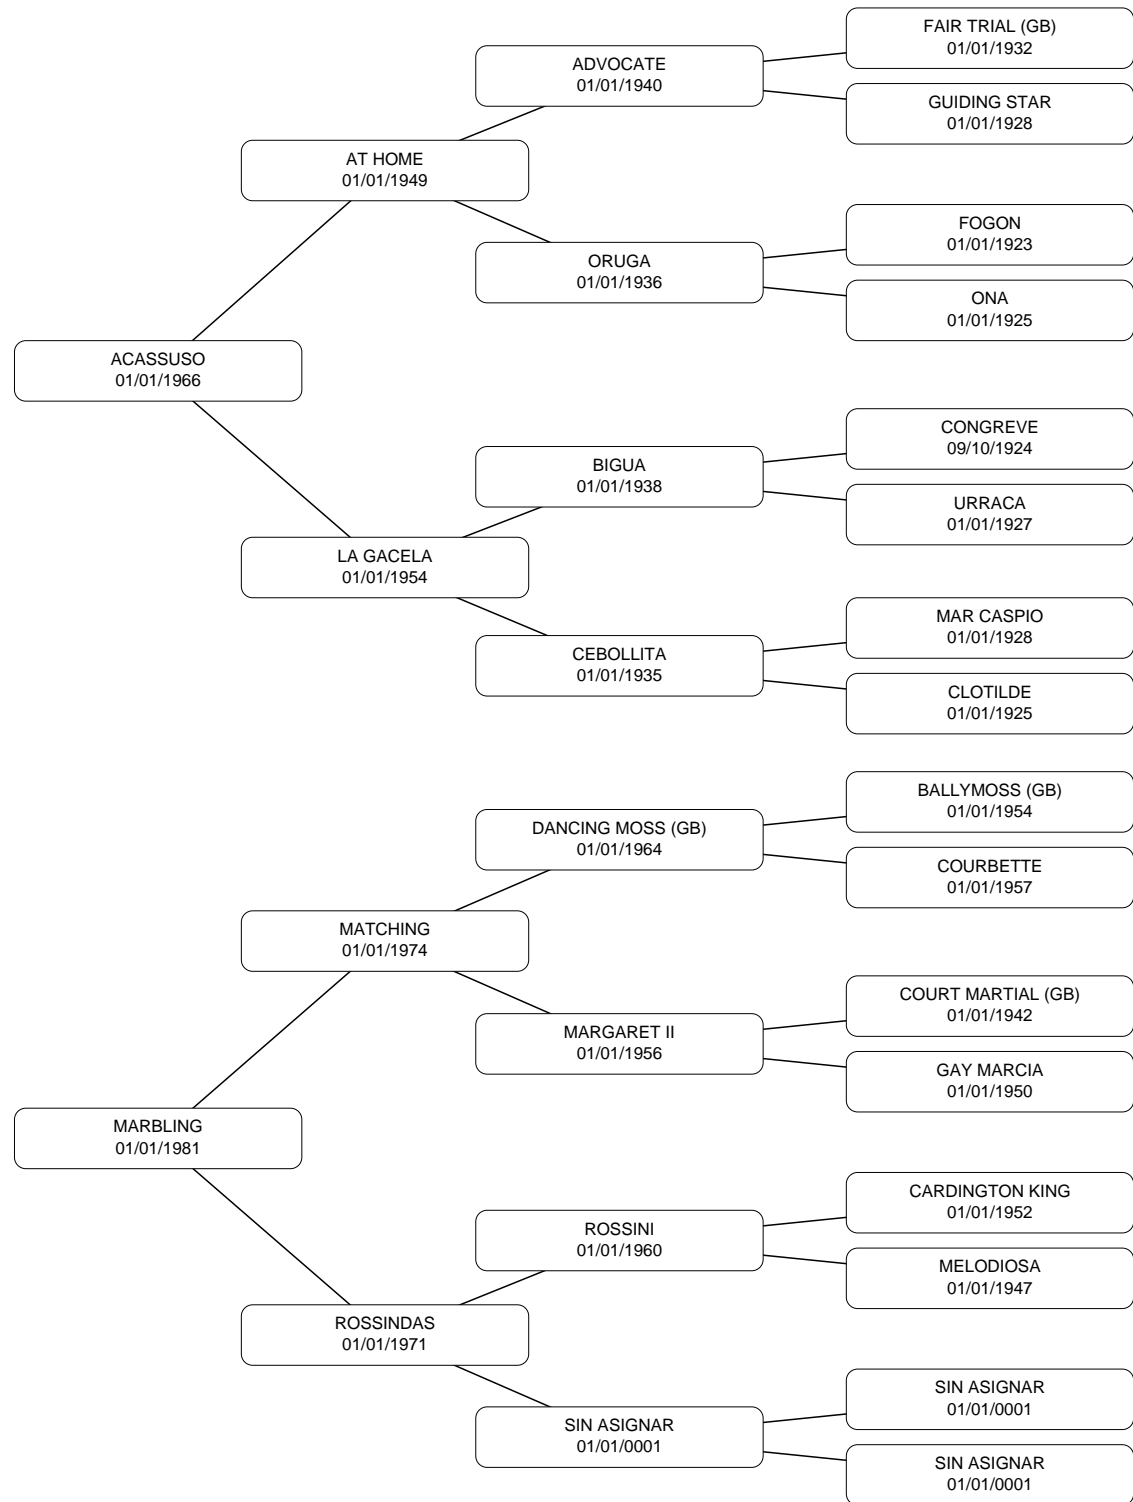 FAIR TRIAL (GB)
01/01/1932
ADVOCATE
01/01/1940
GUIDING STAR
01/01/1928
AT HOME
01/01/1949
FOGON
01/01/1923
ORUGA
01/01/1936
ONA
01/01/1925
ACASSUSO
01/01/1966
CONGREVE
09/10/1924
BIGUA
01/01/1938
URRACA
01/01/1927
LA GACELA
01/01/1954
MAR CASPIO
01/01/1928
CEBOLLITA
01/01/1935
CLOTILDE
01/01/1925
BALLYMOSS (GB)
01/01/1954
DANCING MOSS (GB)
01/01/1964
COURBETTE
01/01/1957
MATCHING
01/01/1974
COURT MARTIAL (GB)
01/01/1942
MARGARET II
01/01/1956
GAY MARCIA
01/01/1950
MARBLING
01/01/1981
CARDINGTON KING
01/01/1952
ROSSINI
01/01/1960
MELODIOSA
01/01/1947
ROSSINDAS
01/01/1971
SIN ASIGNAR
01/01/0001
SIN ASIGNAR
01/01/0001
SIN ASIGNAR
01/01/0001